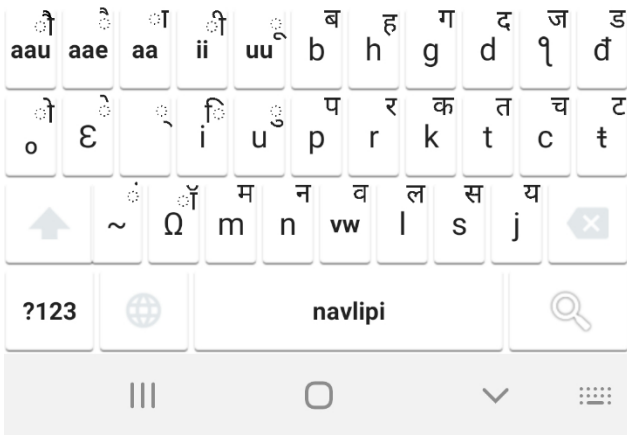 ौ ै ा ी ू ब ह ग द ज ड
aau aae aa ii uu b h g d ƪ đ
ो े ् ि ु प र क त च ट
o Ɛ i u p r k t c ŧ
ं ॉ म न व ल स य
~ Ω m n vw l s j
?123 navlipi